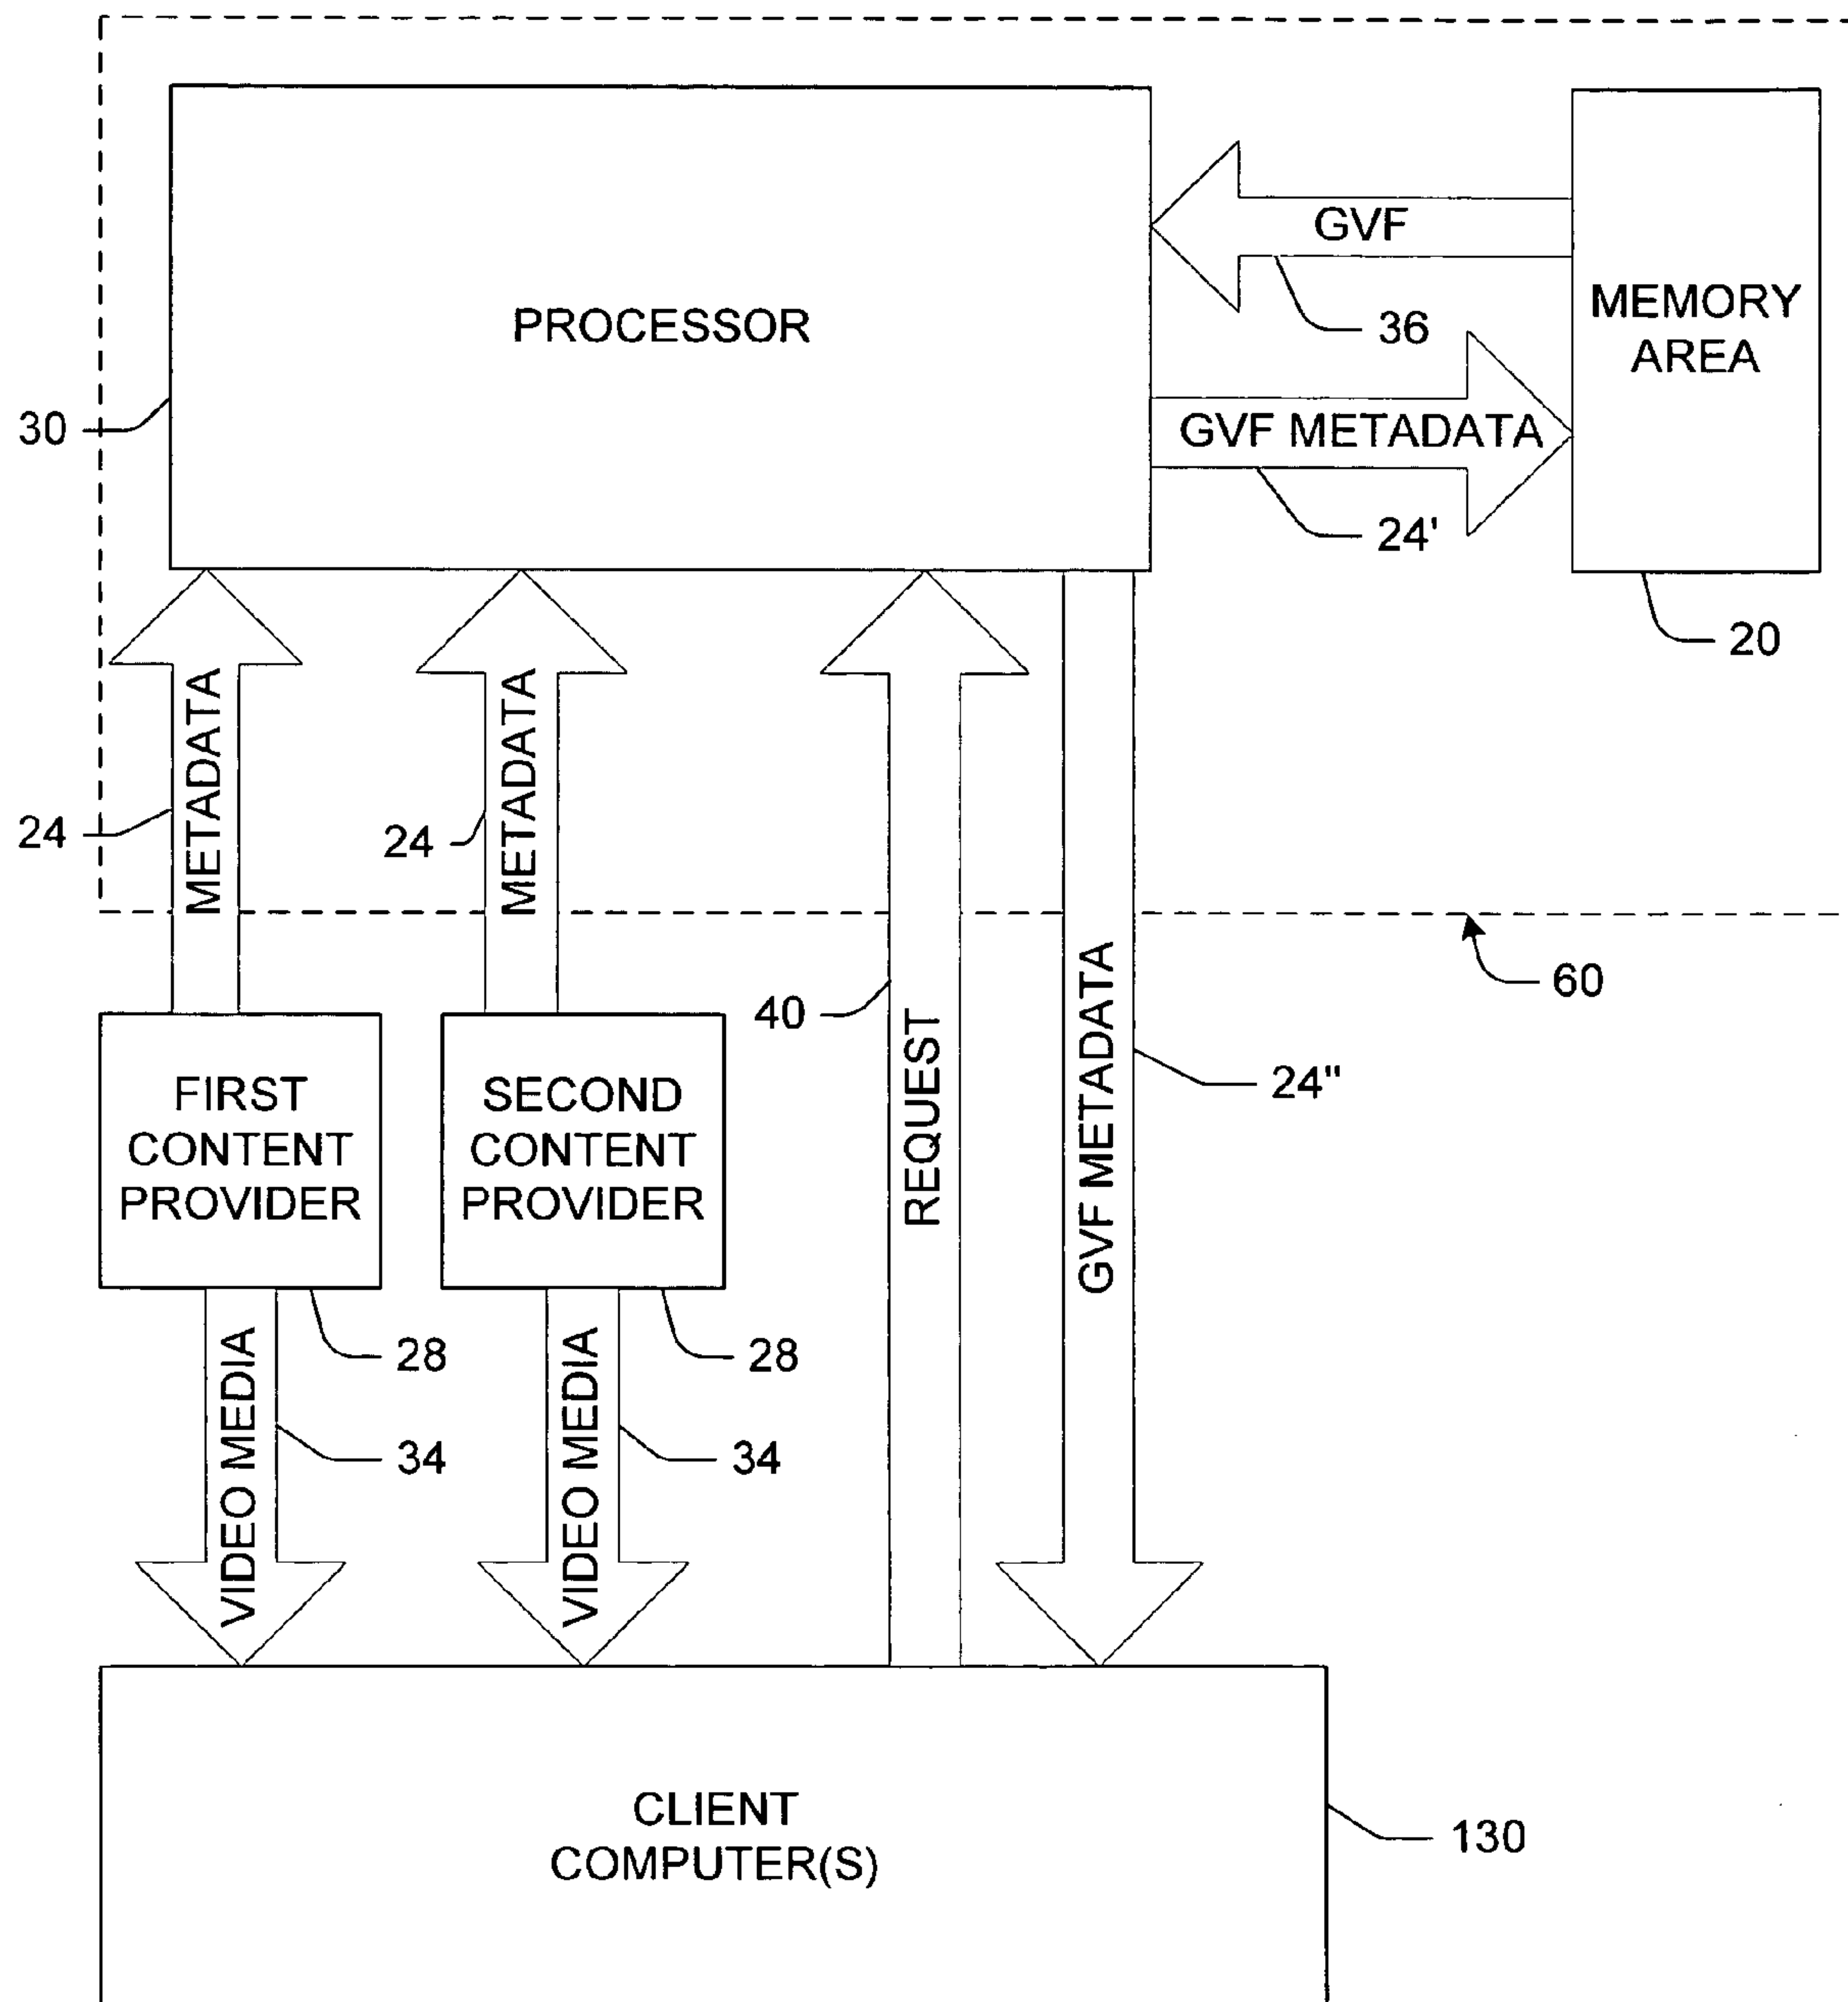 PROCESSOR
GVF
36
MEMORY
AREA
30
GVF METADATA
24'
20
METADATA
24
METADATA
24
60
40
REQUEST
GVF METADATA
24"
FIRST
CONTENT
PROVIDER
SECOND
CONTENT
PROVIDER
28
28
VIDEO MEDIA
34
VIDEO MEDIA
34
CLIENT
COMPUTER(S)
130